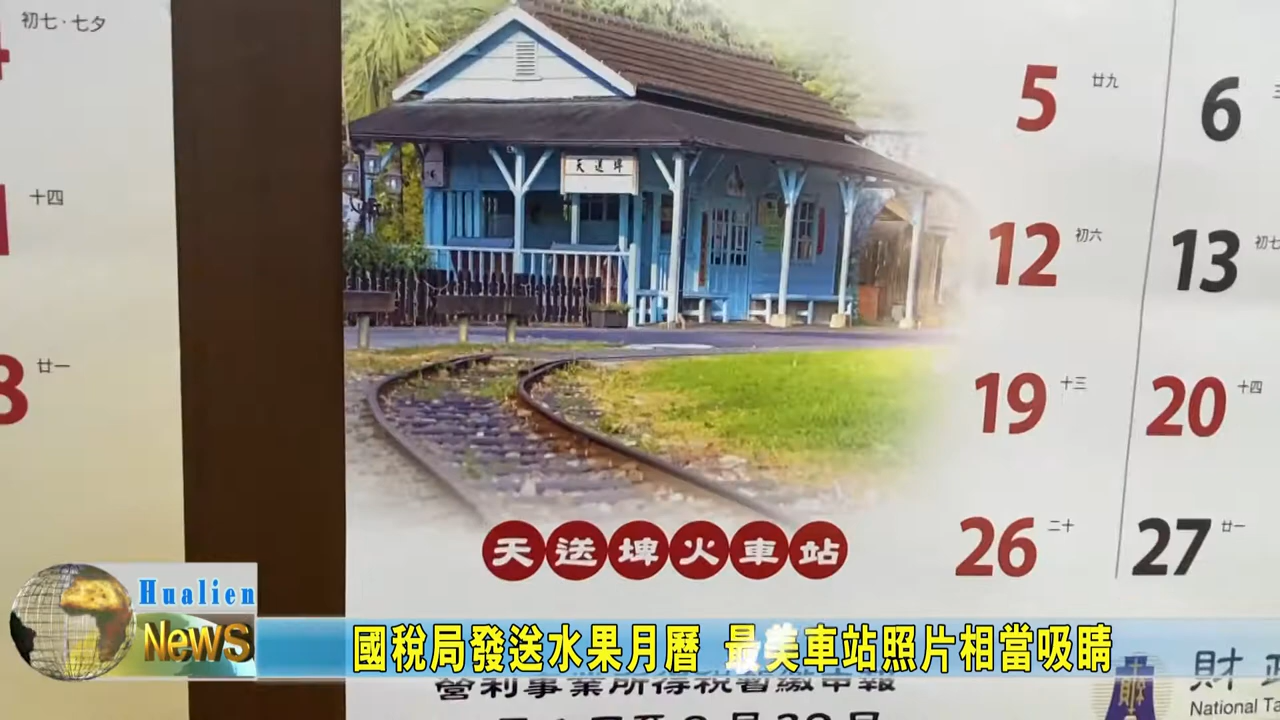 初七·七夕
十四
廿一
天送埤
5 廿九
6
12 初六
13 初七
19 十三
20 十四
26 二十
27 廿一
天送埤火車站
Hualien
News
國稅局發送水果月曆 最美車站照片相當吸睛
營利事業所得稅暫繳申報
財政
National Ta